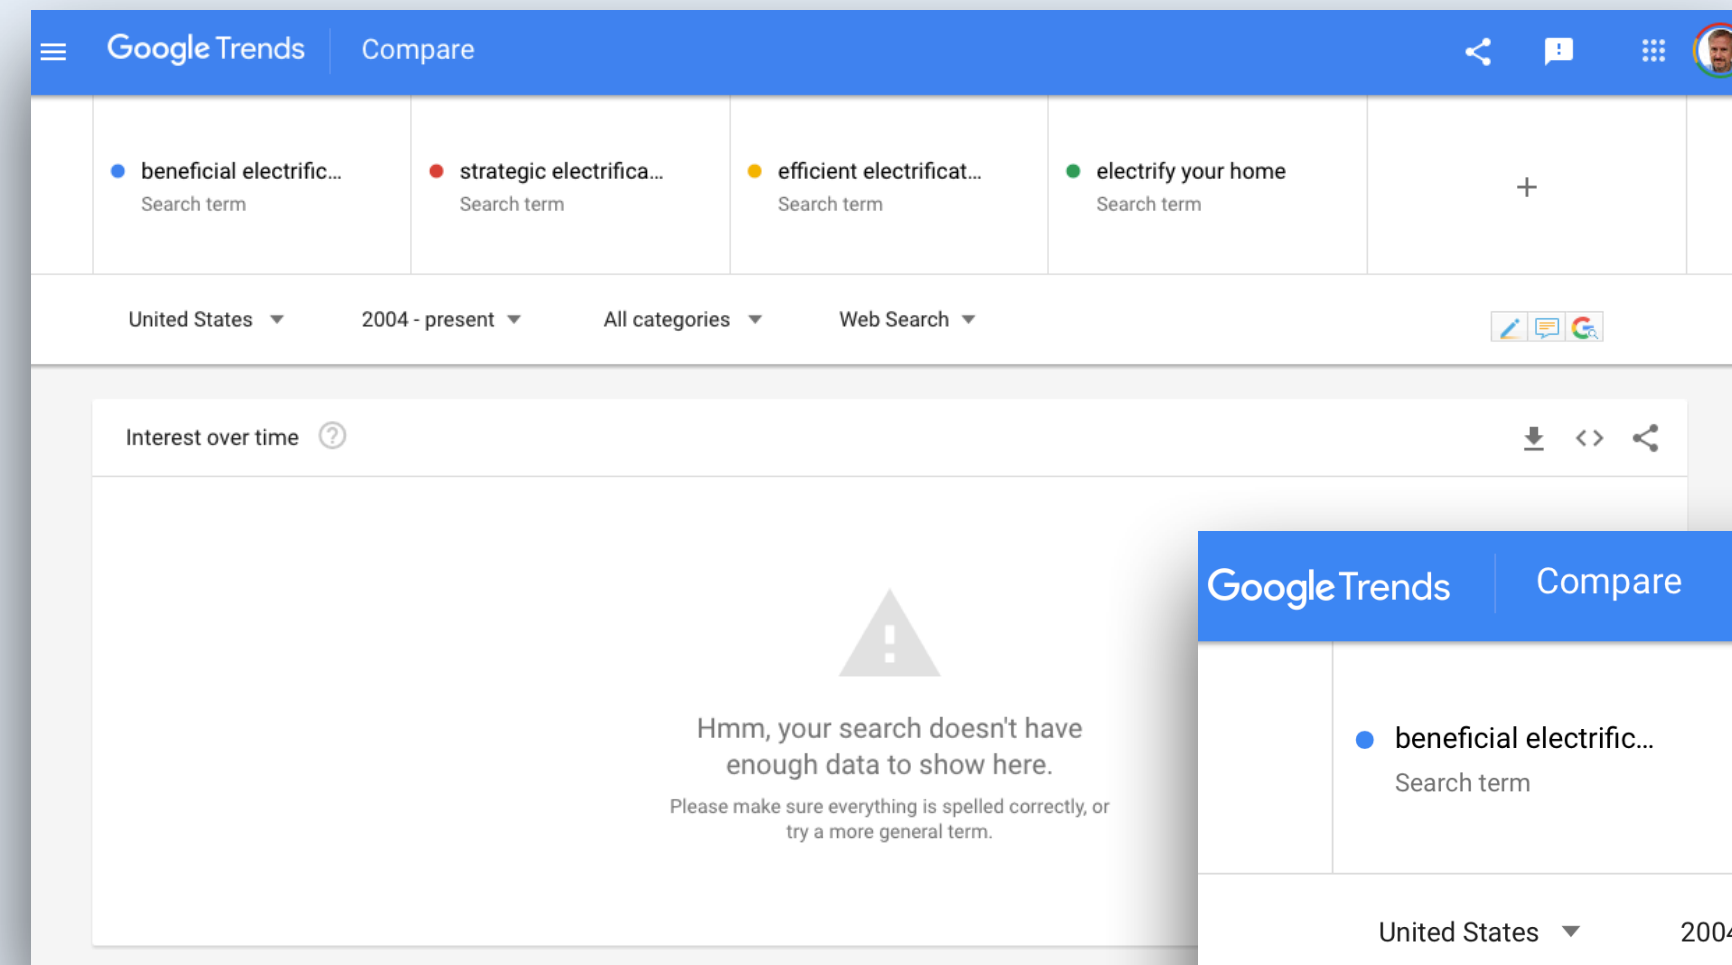 Google Trends Compare
beneficial electrific... strategic electrifica... efficient electrificat... electrify your home
Search term Search term Search term Search term
United States 2004 - present All categories Web Search
Interest over time
Hmm, your search doesn't have
enough data to show here.
Please make sure everything is spelled correctly, or
try a more general term.
Google Trends Compare
beneficial electrific...
Search term
United States 2004